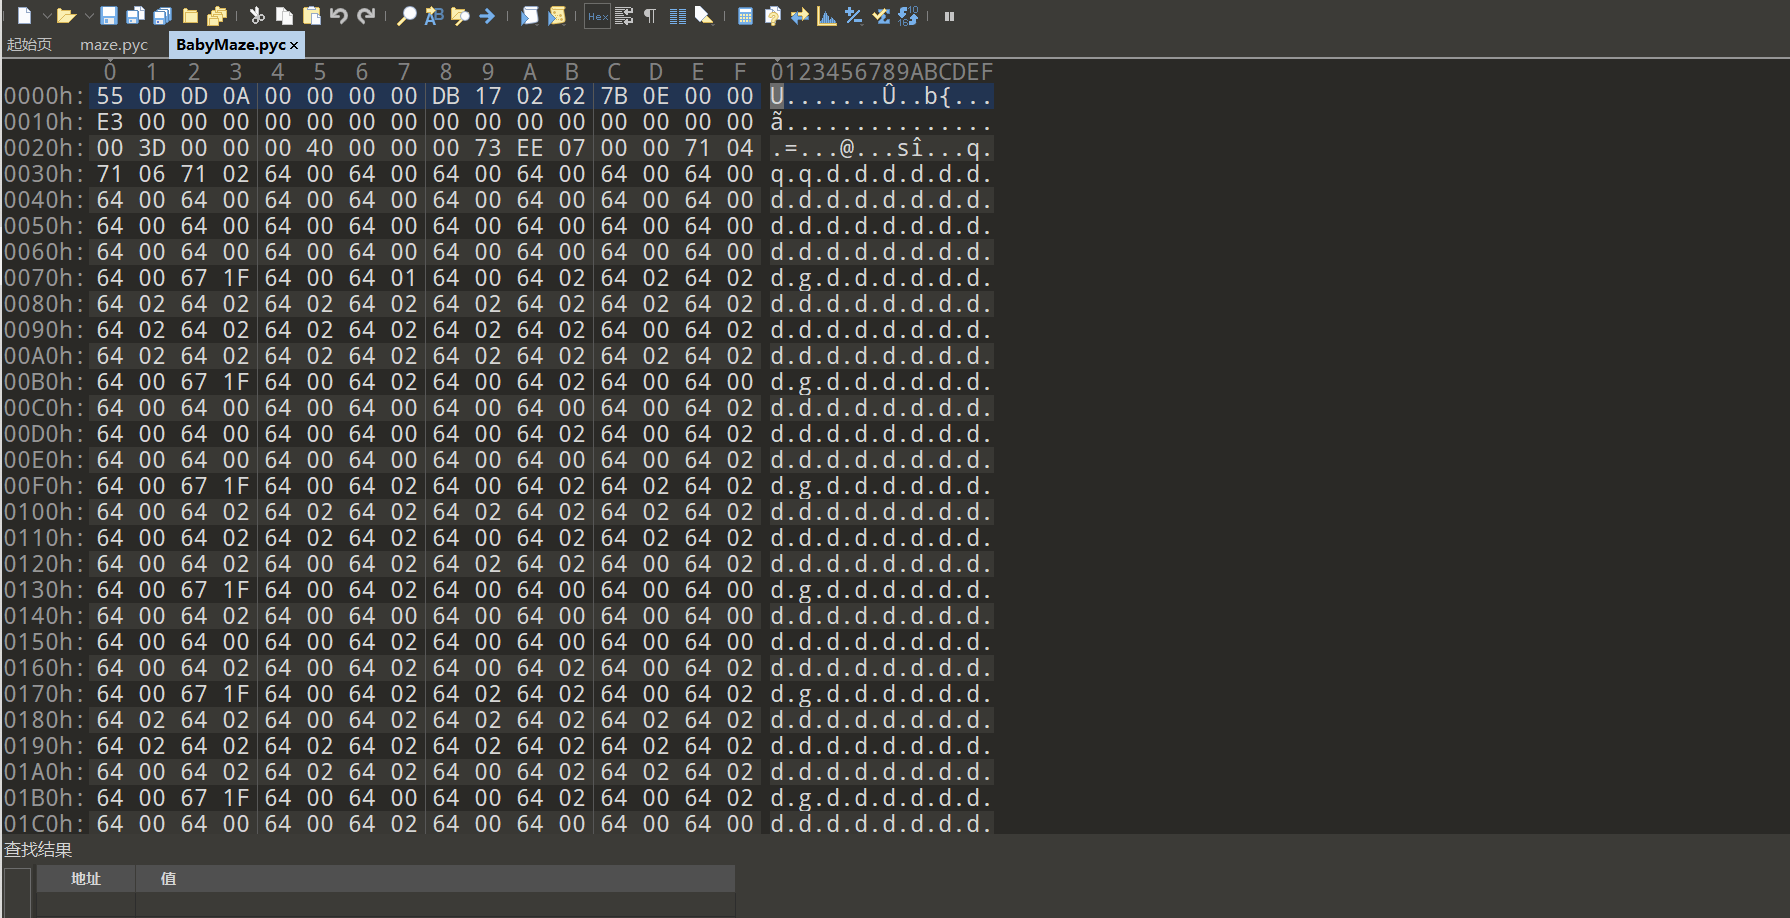 起始页 maze.pyc BabyMaze.pyc ×
0 1 2 3 4 5 6 7 8 9 A B C D E F 0123456789ABCDEF
0000h: 55 0D 0D 0A 00 00 00 00 DB 17 02 62 7B 0E 00 00 U.......Û..b{...
0010h: E3 00 00 00 00 00 00 00 00 00 00 00 00 00 00 00 ã...............
0020h: 00 3D 00 00 00 40 00 00 00 73 EE 07 00 00 71 04 .=...@...sî...q.
0030h: 71 06 71 02 64 00 64 00 64 00 64 00 64 00 64 00 q.q.d.d.d.d.d.d.
0040h: 64 00 64 00 64 00 64 00 64 00 64 00 64 00 64 00 d.d.d.d.d.d.d.d.
0050h: 64 00 64 00 64 00 64 00 64 00 64 00 64 00 64 00 d.d.d.d.d.d.d.d.
0060h: 64 00 64 00 64 00 64 00 64 00 64 00 64 00 64 00 d.d.d.d.d.d.d.d.
0070h: 64 00 67 1F 64 00 64 01 64 00 64 02 64 02 64 02 d.g.d.d.d.d.d.d.
0080h: 64 02 64 02 64 02 64 02 64 02 64 02 64 02 64 02 d.d.d.d.d.d.d.d.
0090h: 64 02 64 02 64 02 64 02 64 02 64 02 64 00 64 02 d.d.d.d.d.d.d.d.
00A0h: 64 02 64 02 64 02 64 02 64 02 64 02 64 02 64 02 d.d.d.d.d.d.d.d.
00B0h: 64 00 67 1F 64 00 64 02 64 00 64 02 64 00 64 00 d.g.d.d.d.d.d.d.
00C0h: 64 00 64 00 64 00 64 00 64 00 64 00 64 00 64 02 d.d.d.d.d.d.d.d.
00D0h: 64 00 64 00 64 00 64 00 64 00 64 02 64 00 64 02 d.d.d.d.d.d.d.d.
00E0h: 64 00 64 00 64 00 64 00 64 00 64 00 64 00 64 02 d.d.d.d.d.d.d.d.
00F0h: 64 00 67 1F 64 00 64 02 64 00 64 02 64 02 64 02 d.g.d.d.d.d.d.d.
0100h: 64 00 64 02 64 02 64 02 64 02 64 02 64 02 64 02 d.d.d.d.d.d.d.d.
0110h: 64 00 64 02 64 02 64 02 64 00 64 02 64 00 64 02 d.d.d.d.d.d.d.d.
0120h: 64 00 64 02 64 02 64 02 64 02 64 02 64 00 64 02 d.d.d.d.d.d.d.d.
0130h: 64 00 67 1F 64 00 64 02 64 00 64 00 64 00 64 02 d.g.d.d.d.d.d.d.
0140h: 64 00 64 02 64 00 64 00 64 00 64 00 64 00 64 00 d.d.d.d.d.d.d.d.
0150h: 64 00 64 00 64 00 64 02 64 00 64 00 64 00 64 00 d.d.d.d.d.d.d.d.
0160h: 64 00 64 02 64 00 64 02 64 00 64 02 64 00 64 02 d.d.d.d.d.d.d.d.
0170h: 64 00 67 1F 64 00 64 02 64 02 64 02 64 00 64 02 d.g.d.d.d.d.d.d.
0180h: 64 02 64 02 64 00 64 02 64 02 64 02 64 02 64 02 d.d.d.d.d.d.d.d.
0190h: 64 02 64 02 64 02 64 02 64 02 64 02 64 02 64 02 d.d.d.d.d.d.d.d.
01A0h: 64 00 64 02 64 02 64 02 64 00 64 02 64 02 64 02 d.d.d.d.d.d.d.d.
01B0h: 64 00 67 1F 64 00 64 00 64 00 64 02 64 00 64 02 d.g.d.d.d.d.d.d.
01C0h: 64 00 64 00 64 00 64 02 64 00 64 00 64 00 64 00 d.d.d.d.d.d.d.d.
查找结果
地址 值